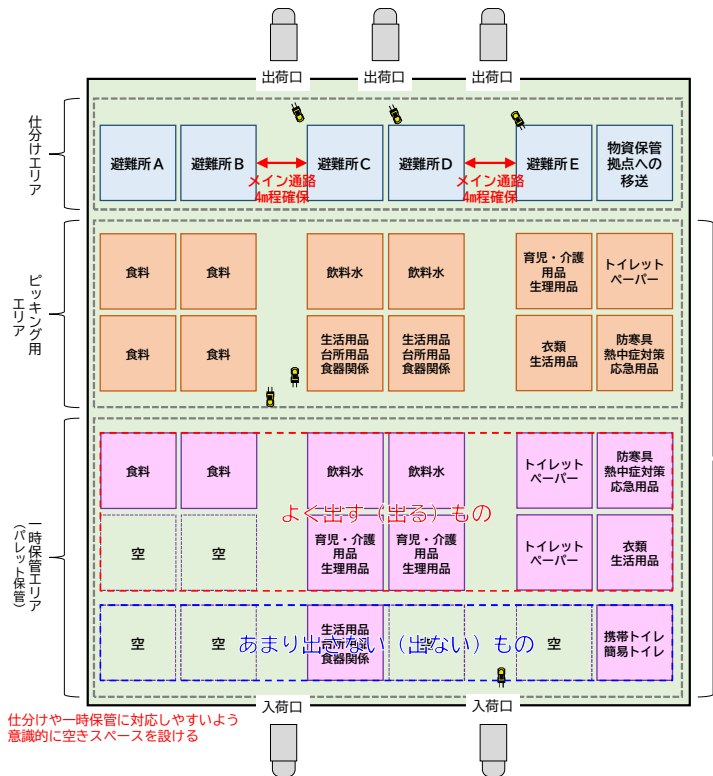 出荷口
出荷口
出荷口
仕分けエリア
避難所A
避難所B
避難所C
避難所D
避難所E
物資保管
拠点への
移送
メイン通路
4m程確保
メイン通路
4m程確保
ピッキング用
エリア
食料
食料
飲料水
飲料水
育児・介護
用品
生理用品
トイレット
ペーパー
食料
食料
生活用品
台所用品
食器関係
生活用品
台所用品
食器関係
衣類
生活用品
防寒具
熱中症対策
応急用品
一時保管エリア
(パレット保管)
食料
食料
飲料水
飲料水
トイレット
ペーパー
防寒具
熱中症対策
応急用品
よく出す（出る）もの
空
空
育児・介護
用品
生理用品
育児・介護
用品
生理用品
トイレット
ペーパー
衣類
生活用品
あまり出さない（出ない）もの
空
空
生活用品
台所用品
食器関係
空
空
携帯トイレ
簡易トイレ
入荷口
入荷口
仕分けや一時保管に対応しやすいよう
意識的に空きスペースを設ける